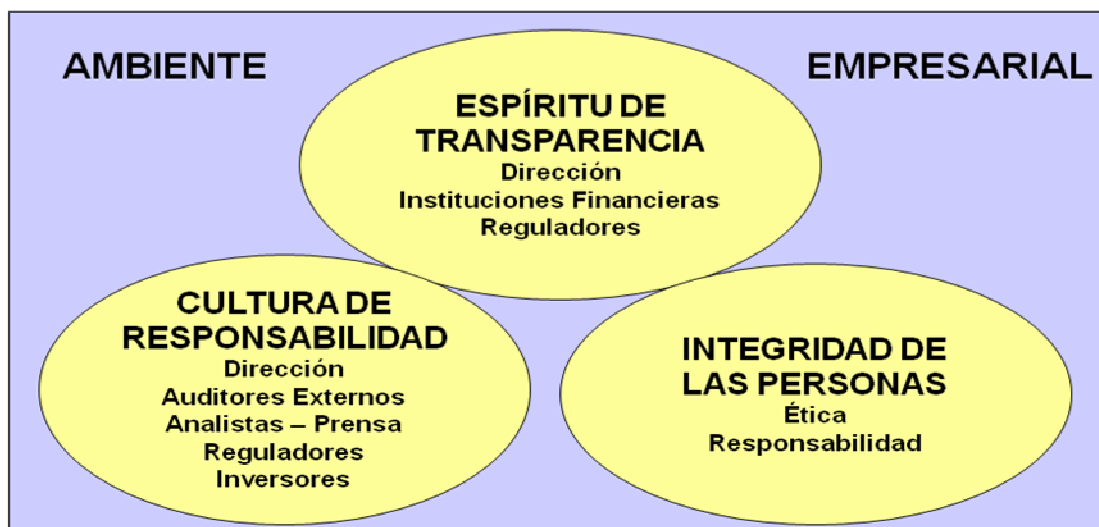 AMBIENTE
EMPRESARIAL
ESPÍRITU DE
TRANSPARENCIA
Dirección
Instituciones Financieras
Reguladores
CULTURA DE
RESPONSABILIDAD
Dirección
Auditores Externos
Analistas – Prensa
Reguladores
Inversores
INTEGRIDAD DE
LAS PERSONAS
Ética
Responsabilidad